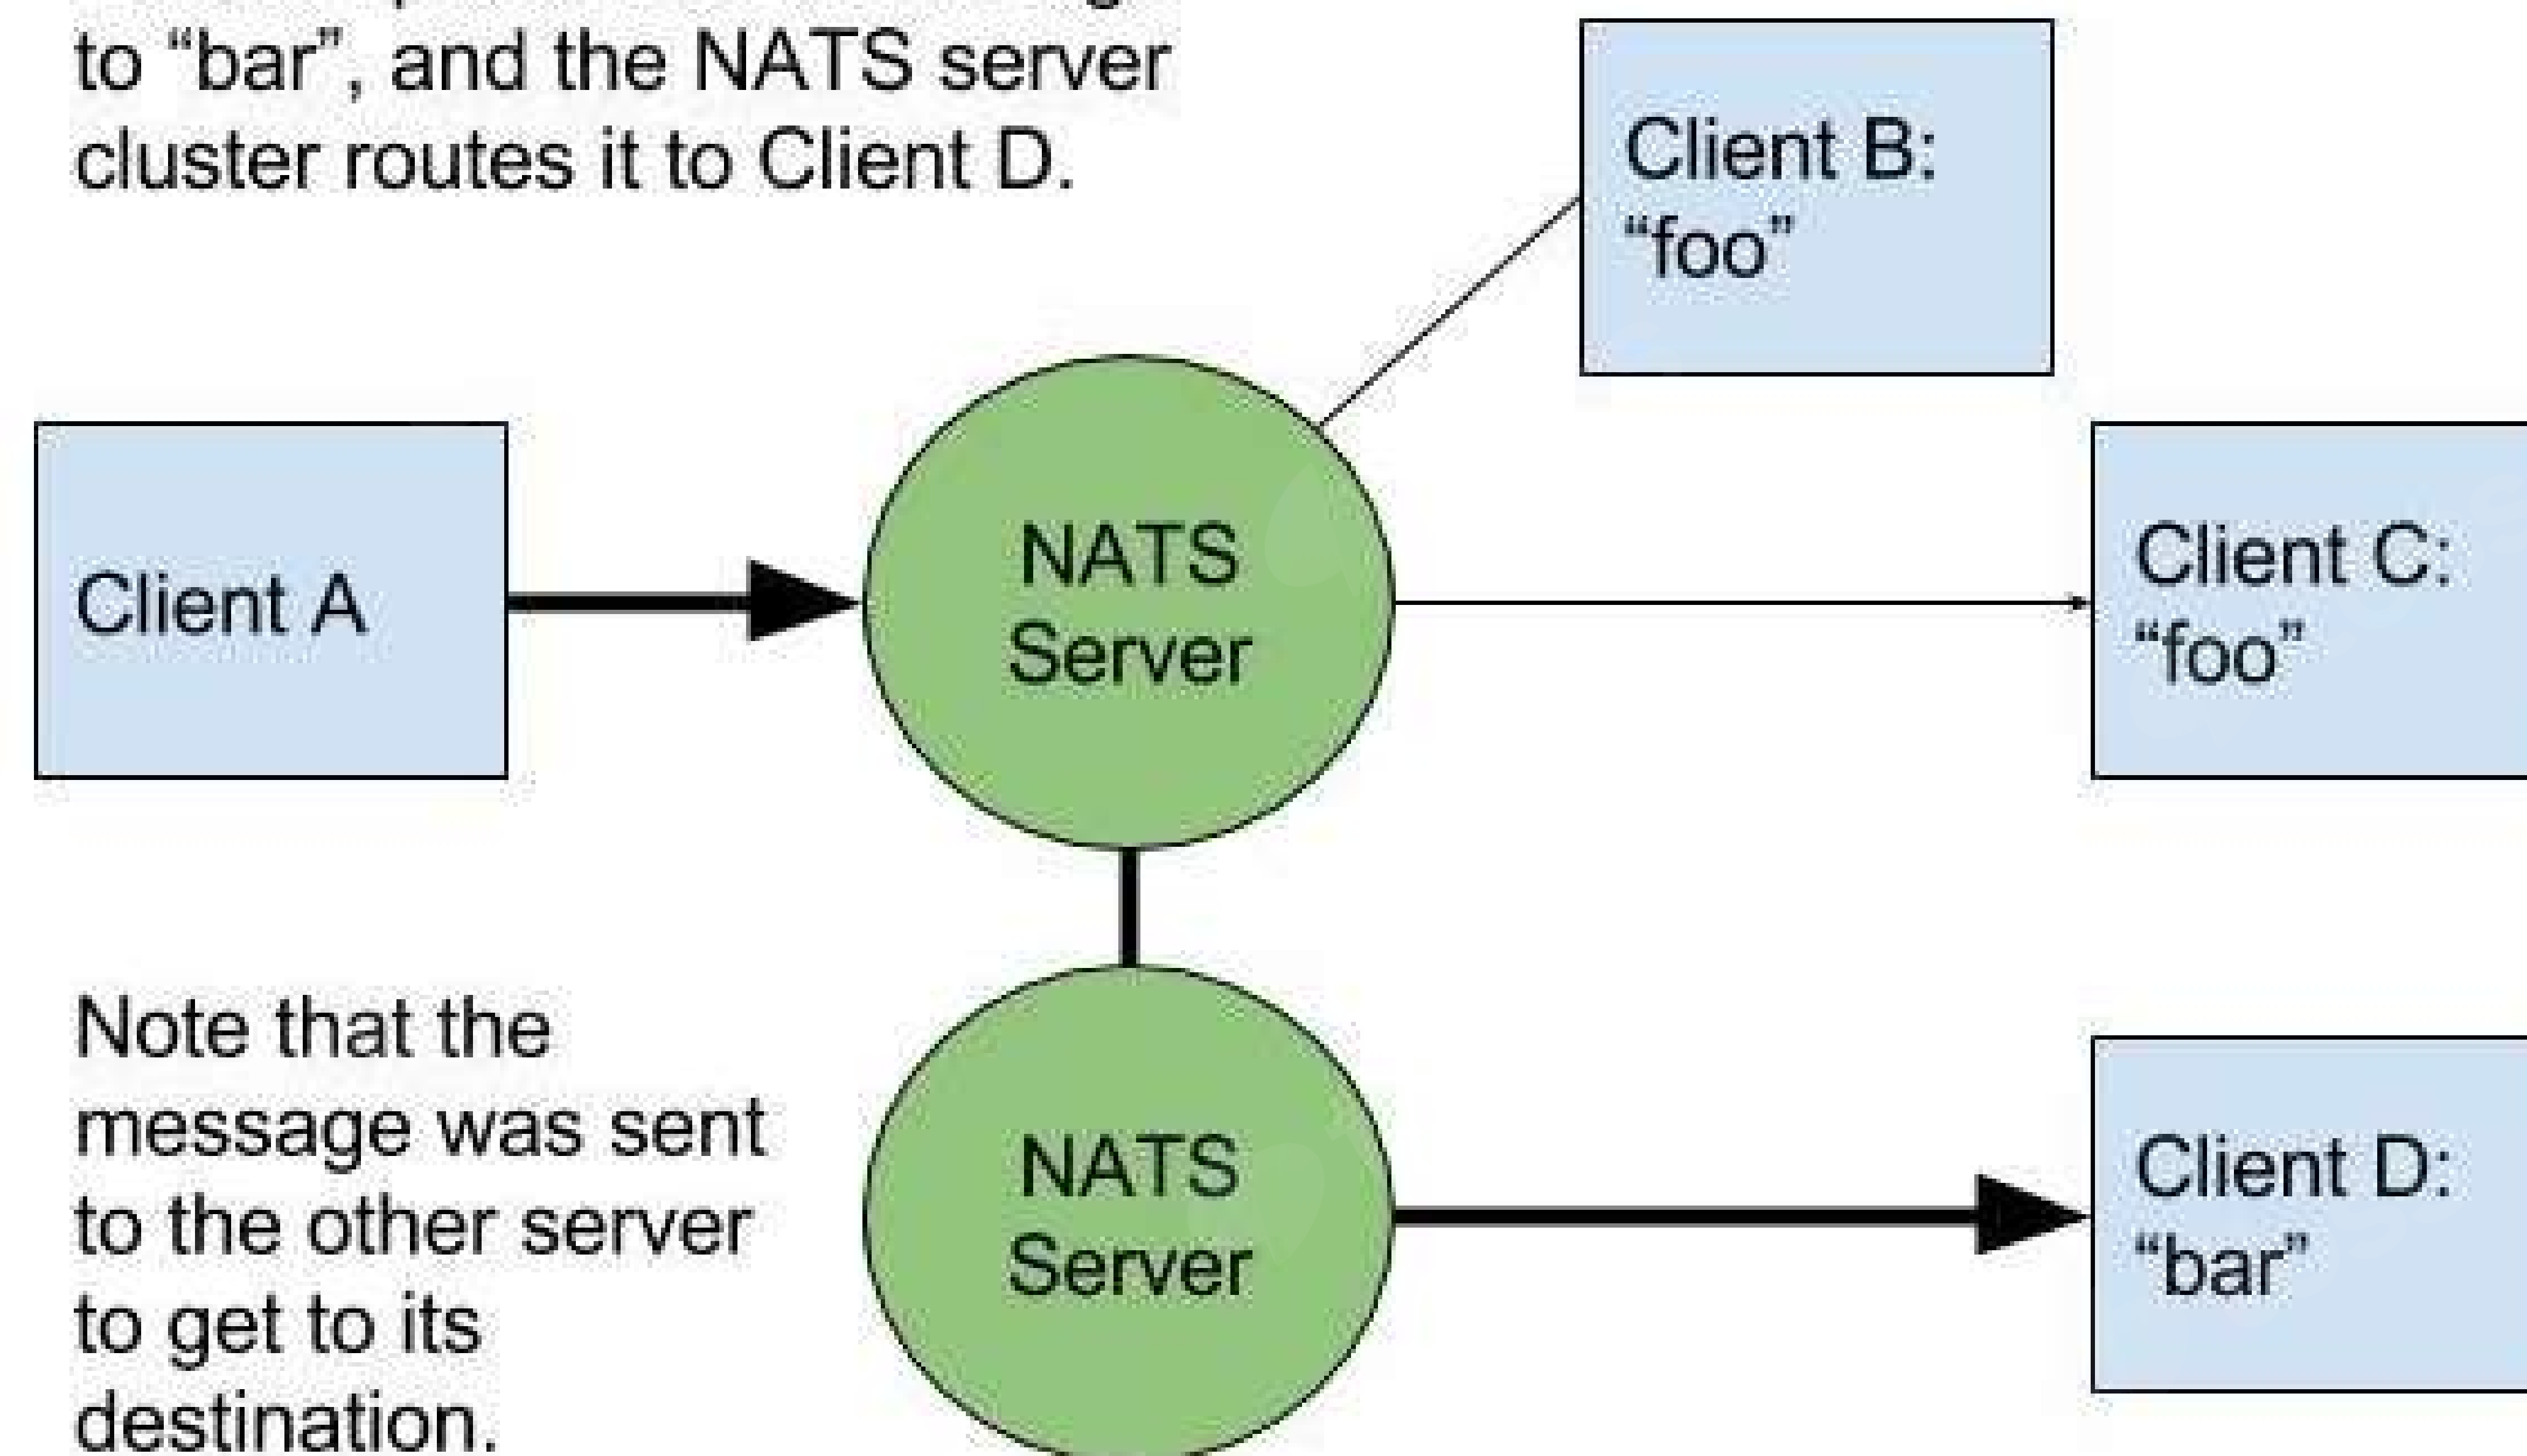 to “bar”, and the NATS server
cluster routes it to Client D.
Client B:
“foo”
Client A
NATS
Server
Client C:
“foo”
Note that the
message was sent
to the other server
to get to its
destination.
NATS
Server
Client D:
“bar”